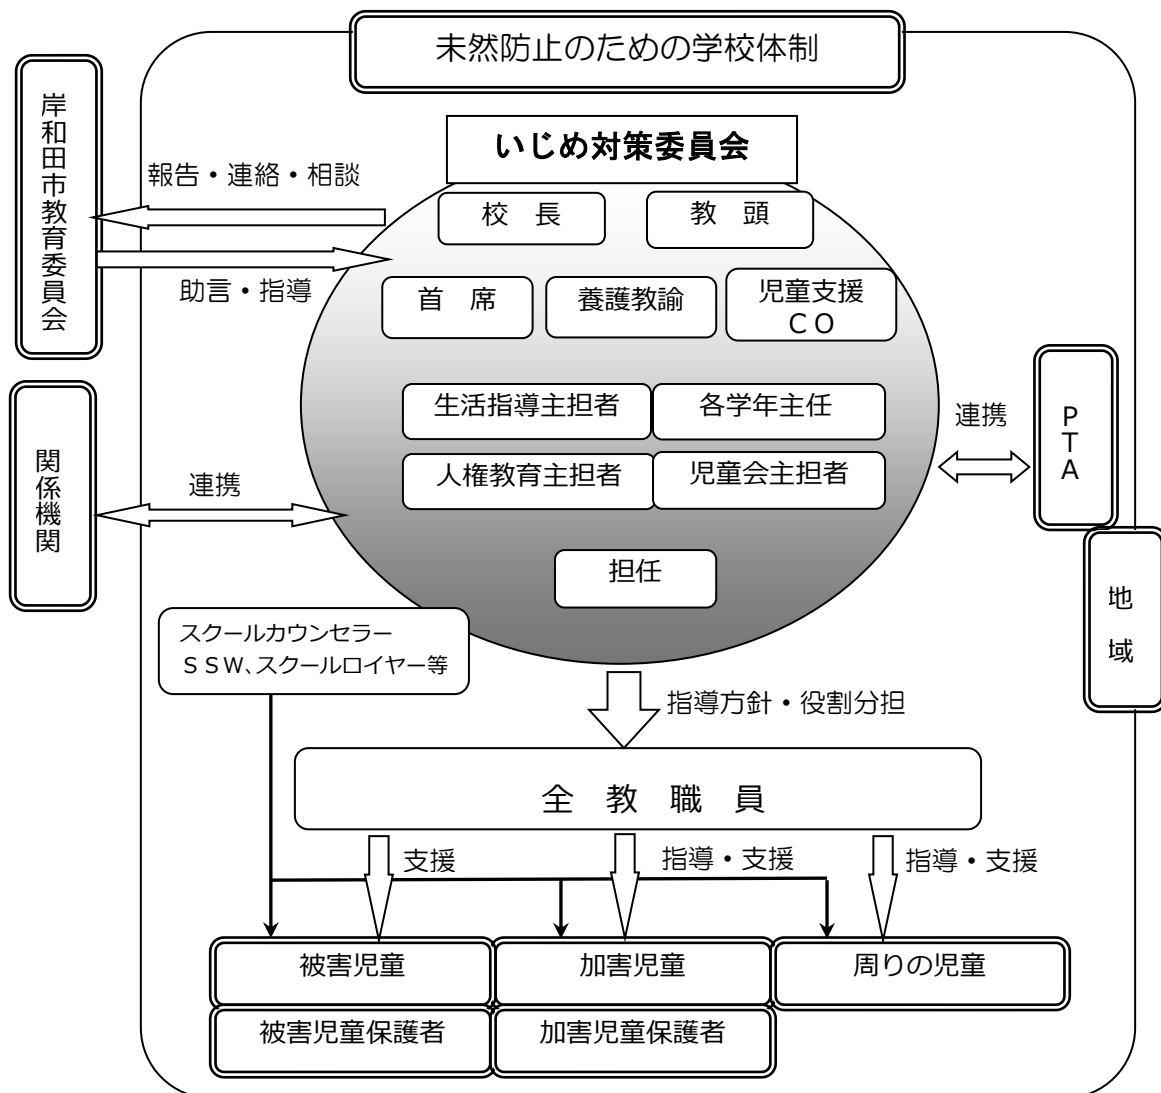 未然防止のための学校体制
岸和田市教育委員会
いじめ対策委員会
報告・連絡・相談
校　長
教　頭
助言・指導
首　席
養護教諭
児童支援
ＣＯ
生活指導主担者
各学年主任
人権教育主担者
児童会主担者
担任
関係機関
連携
連携
PTA
地域
スクールカウンセラー
ＳＳＷ、スクールロイヤー等
指導方針・役割分担
全　教　職　員
支援
指導・支援
指導・支援
被害児童
加害児童
周りの児童
被害児童保護者
加害児童保護者